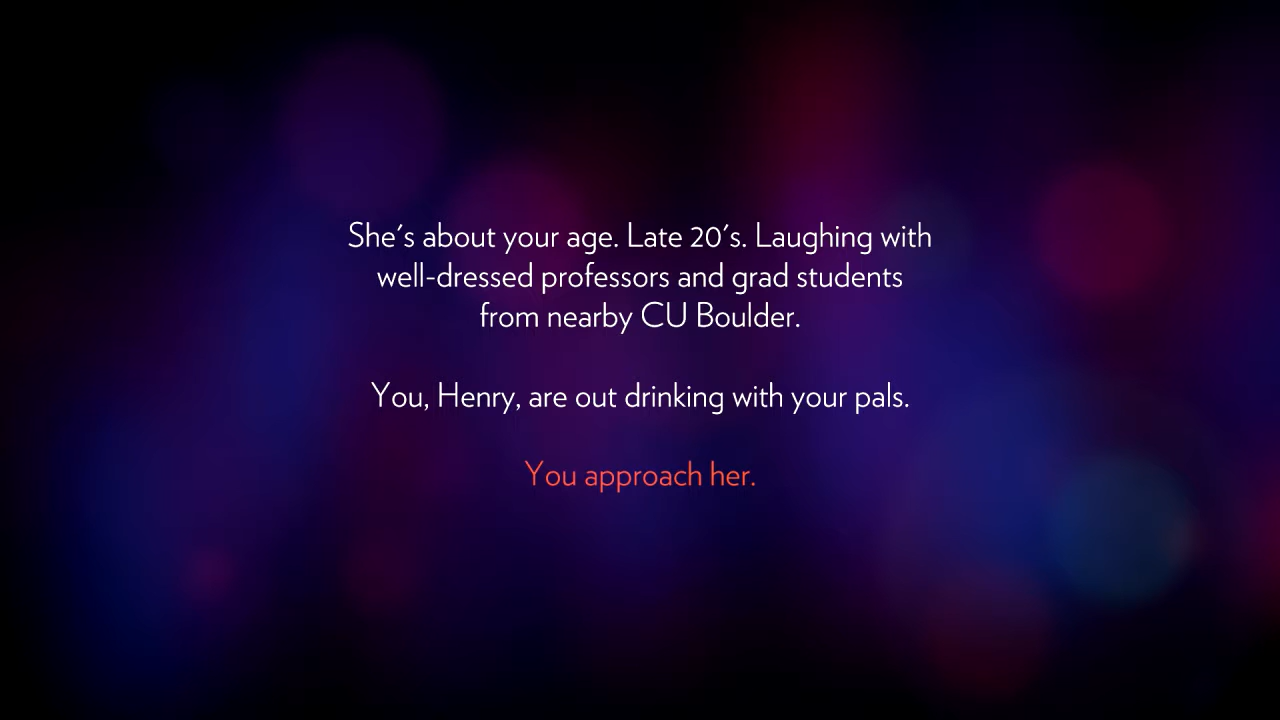 She's about your age. Late 20's. Laughing with
well-dressed professors and grad students
from nearby CU Boulder.
You, Henry, are out drinking with your pals.
You approach her.